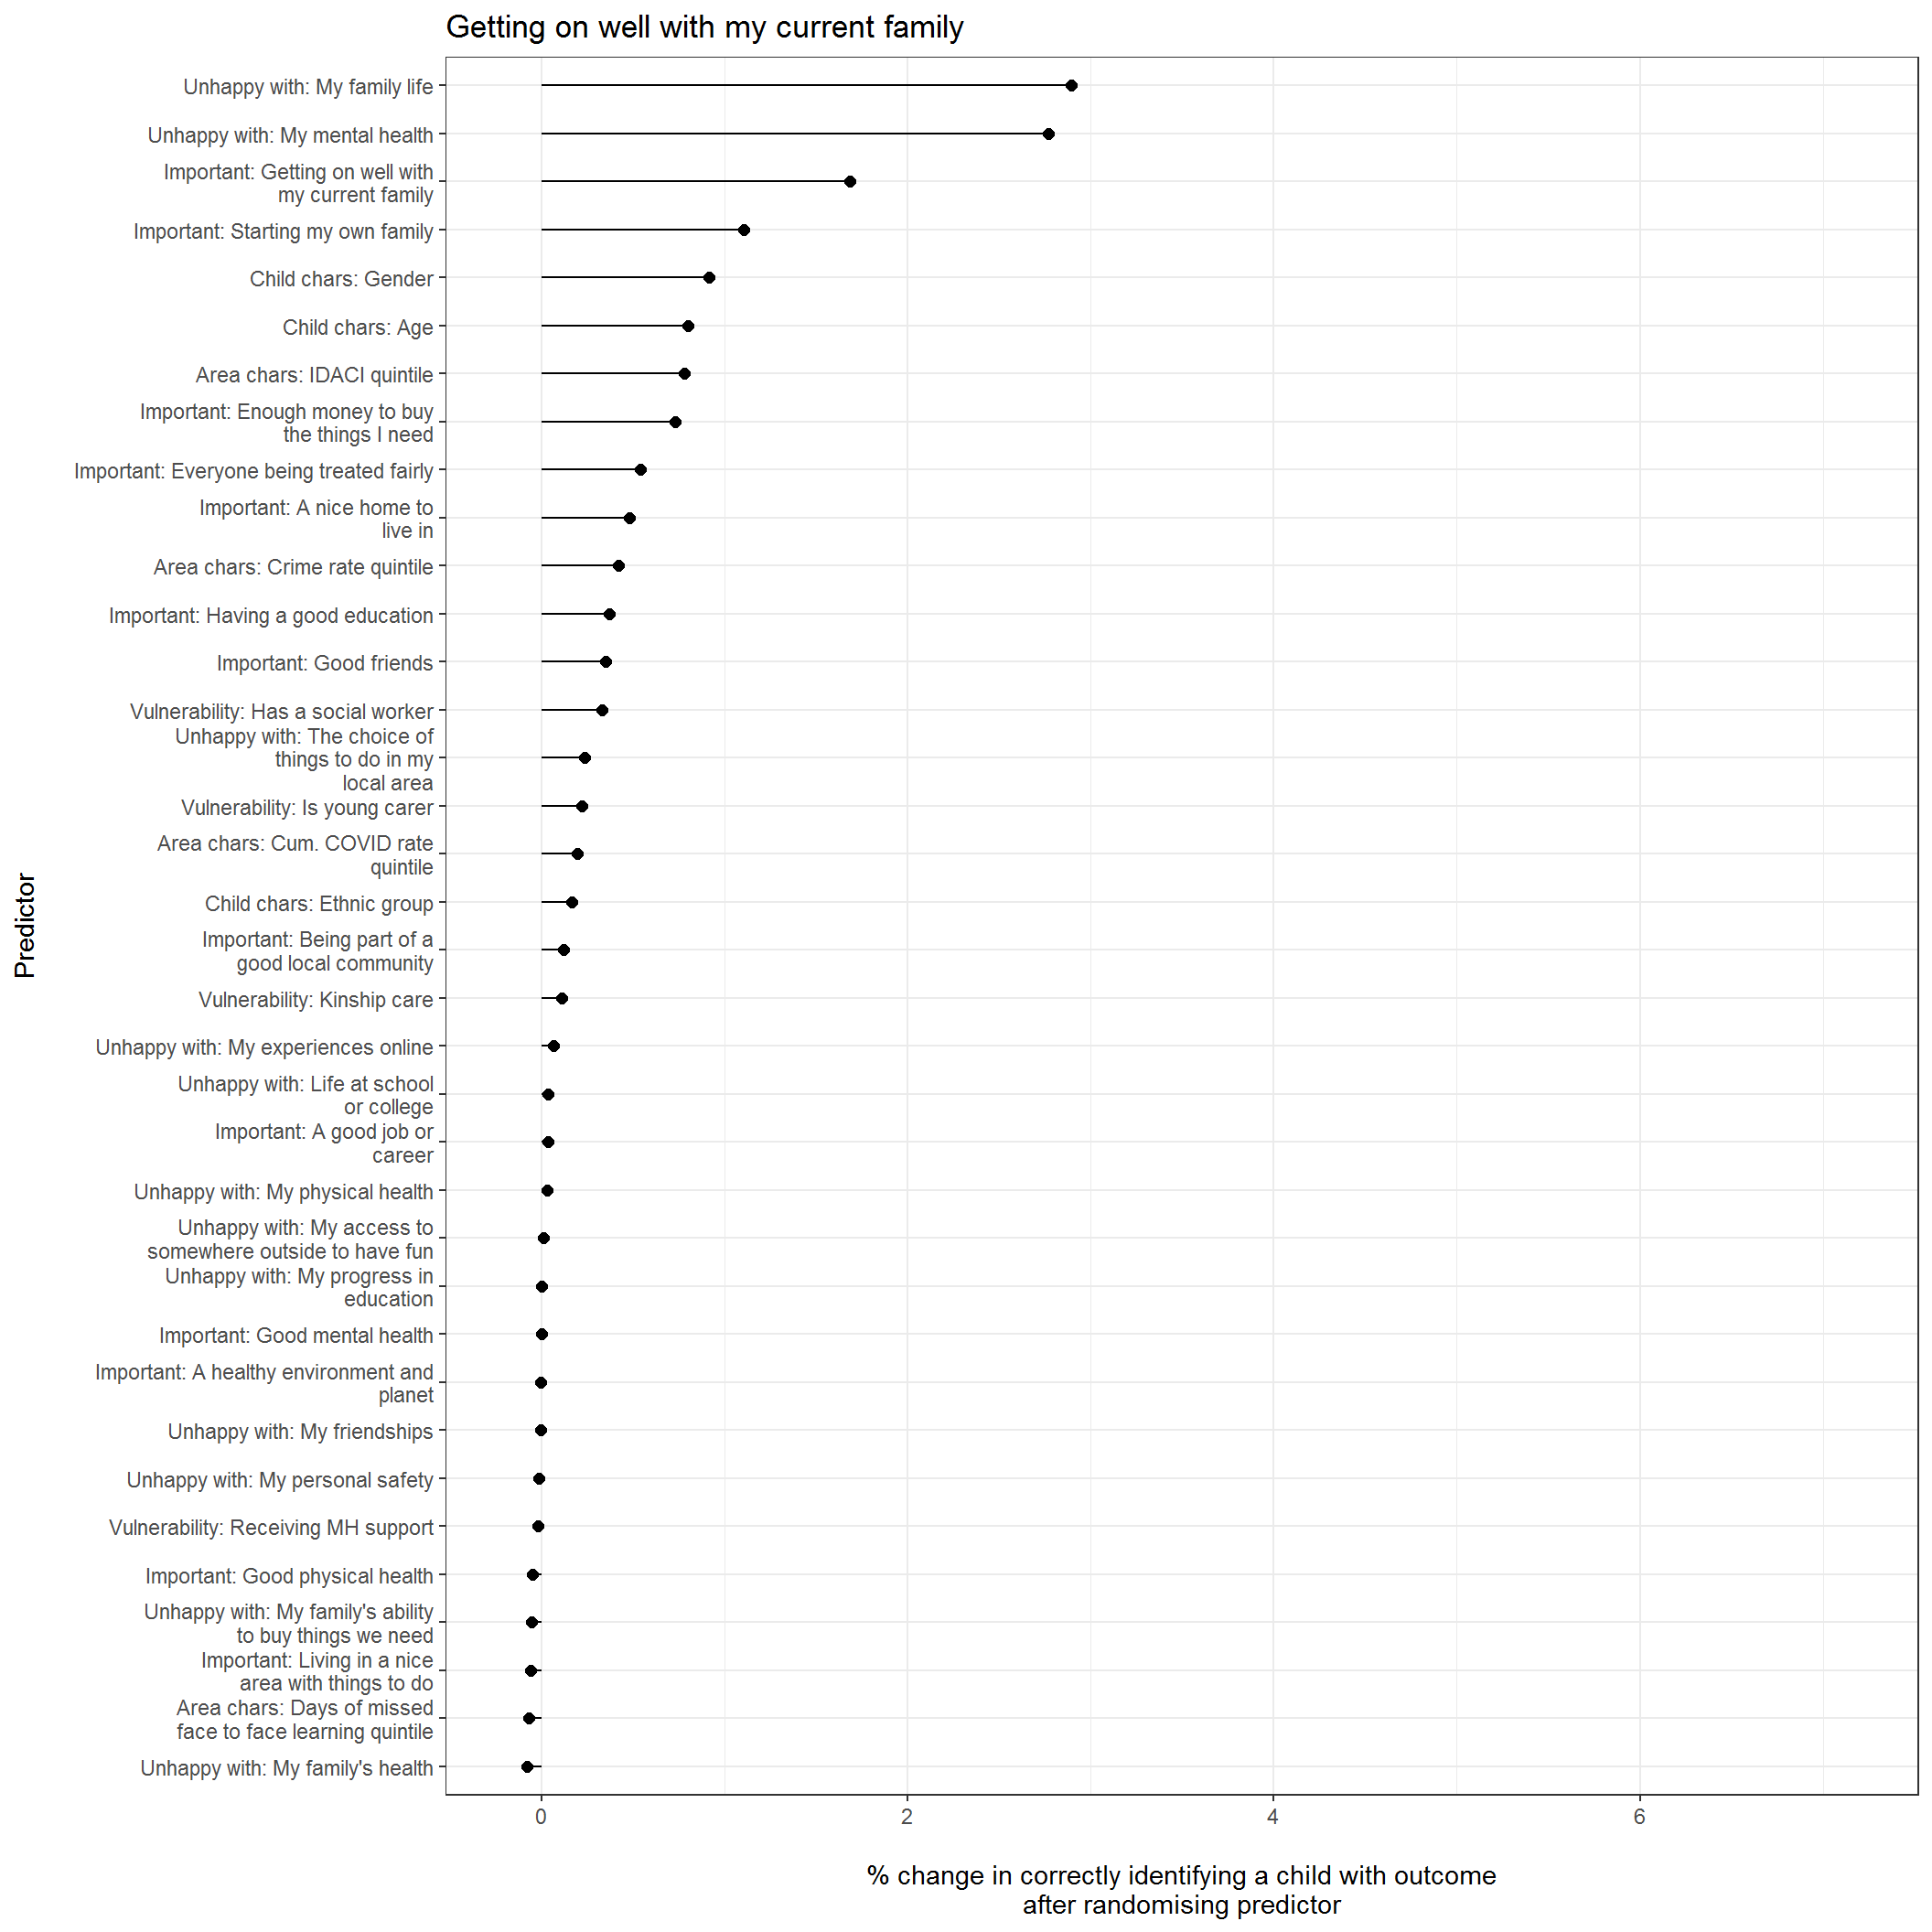 Getting on well with my current family
Unhappy with: My family life
Unhappy with: My mental health
Important: Getting on well with
my current family
Important: Starting my own family
Child chars: Gender
Child chars: Age
Area chars: IDACI quintile
Important: Enough money to buy
the things I need
Important: Everyone being treated fairly
Important: A nice home to
live in
Area chars: Crime rate quintile
Important: Having a good education
Important: Good friends
Vulnerability: Has a social worker
Unhappy with: The choice of
things to do in my
local area
Vulnerability: Is young carer
Area chars: Cum. COVID rate
quintile
Child chars: Ethnic group
Important: Being part of a
good local community
Vulnerability: Kinship care
Unhappy with: My experiences online
Unhappy with: Life at school
or college
Important: A good job or
career
Unhappy with: My physical health
Unhappy with: My access to
somewhere outside to have fun
Unhappy with: My progress in
education
Important: Good mental health
Important: A healthy environment and
planet
Unhappy with: My friendships
Unhappy with: My personal safety
Vulnerability: Receiving MH support
Important: Good physical health
Unhappy with: My family's ability
to buy things we need
Important: Living in a nice
area with things to do
Area chars: Days of missed
face to face learning quintile
Unhappy with: My family's health
Predictor
0 2 4 6
% change in correctly identifying a child with outcome
after randomising predictor